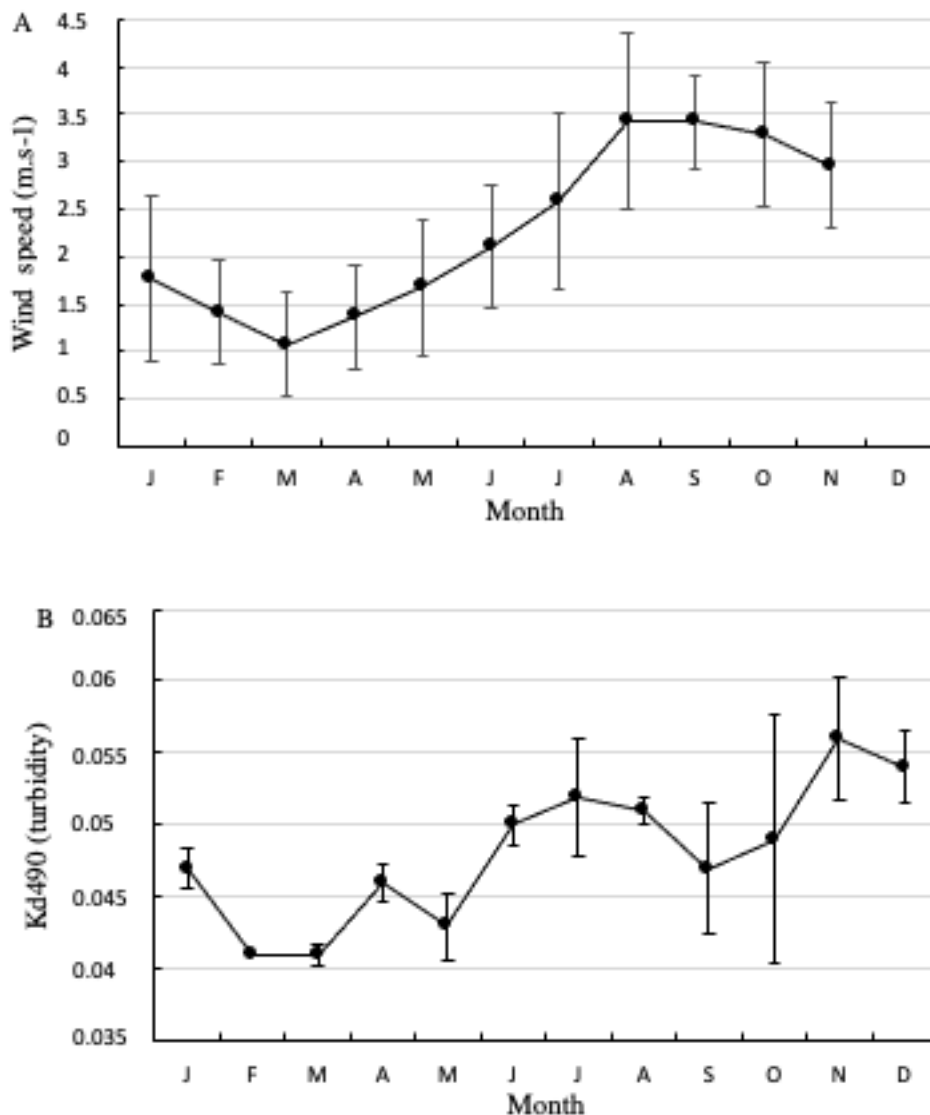 A
4.5
4
3.5
3
2.5
2
1.5
1
0.5
0
Wind speed (m.s-1)
J F M A M J J A S O N D
Month
B
0.065
0.06
0.055
0.05
0.045
0.04
0.035
Kd490 (turbidity)
J F M A M J J A S O N D
Month